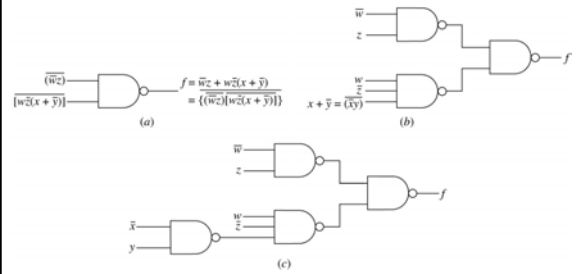 w̅
z
f
w
z̅
x + y̅ = (x̅y)̅
(b)
(w̅z)̅
[wz̅(x + y̅)]̅
f = w̅z + wz̅(x + y̅)
= {(w̅z)̅[wz̅(x + y̅)]̅}̅
(a)
w̅
z
w
z̅
x̅
y
f
(c)